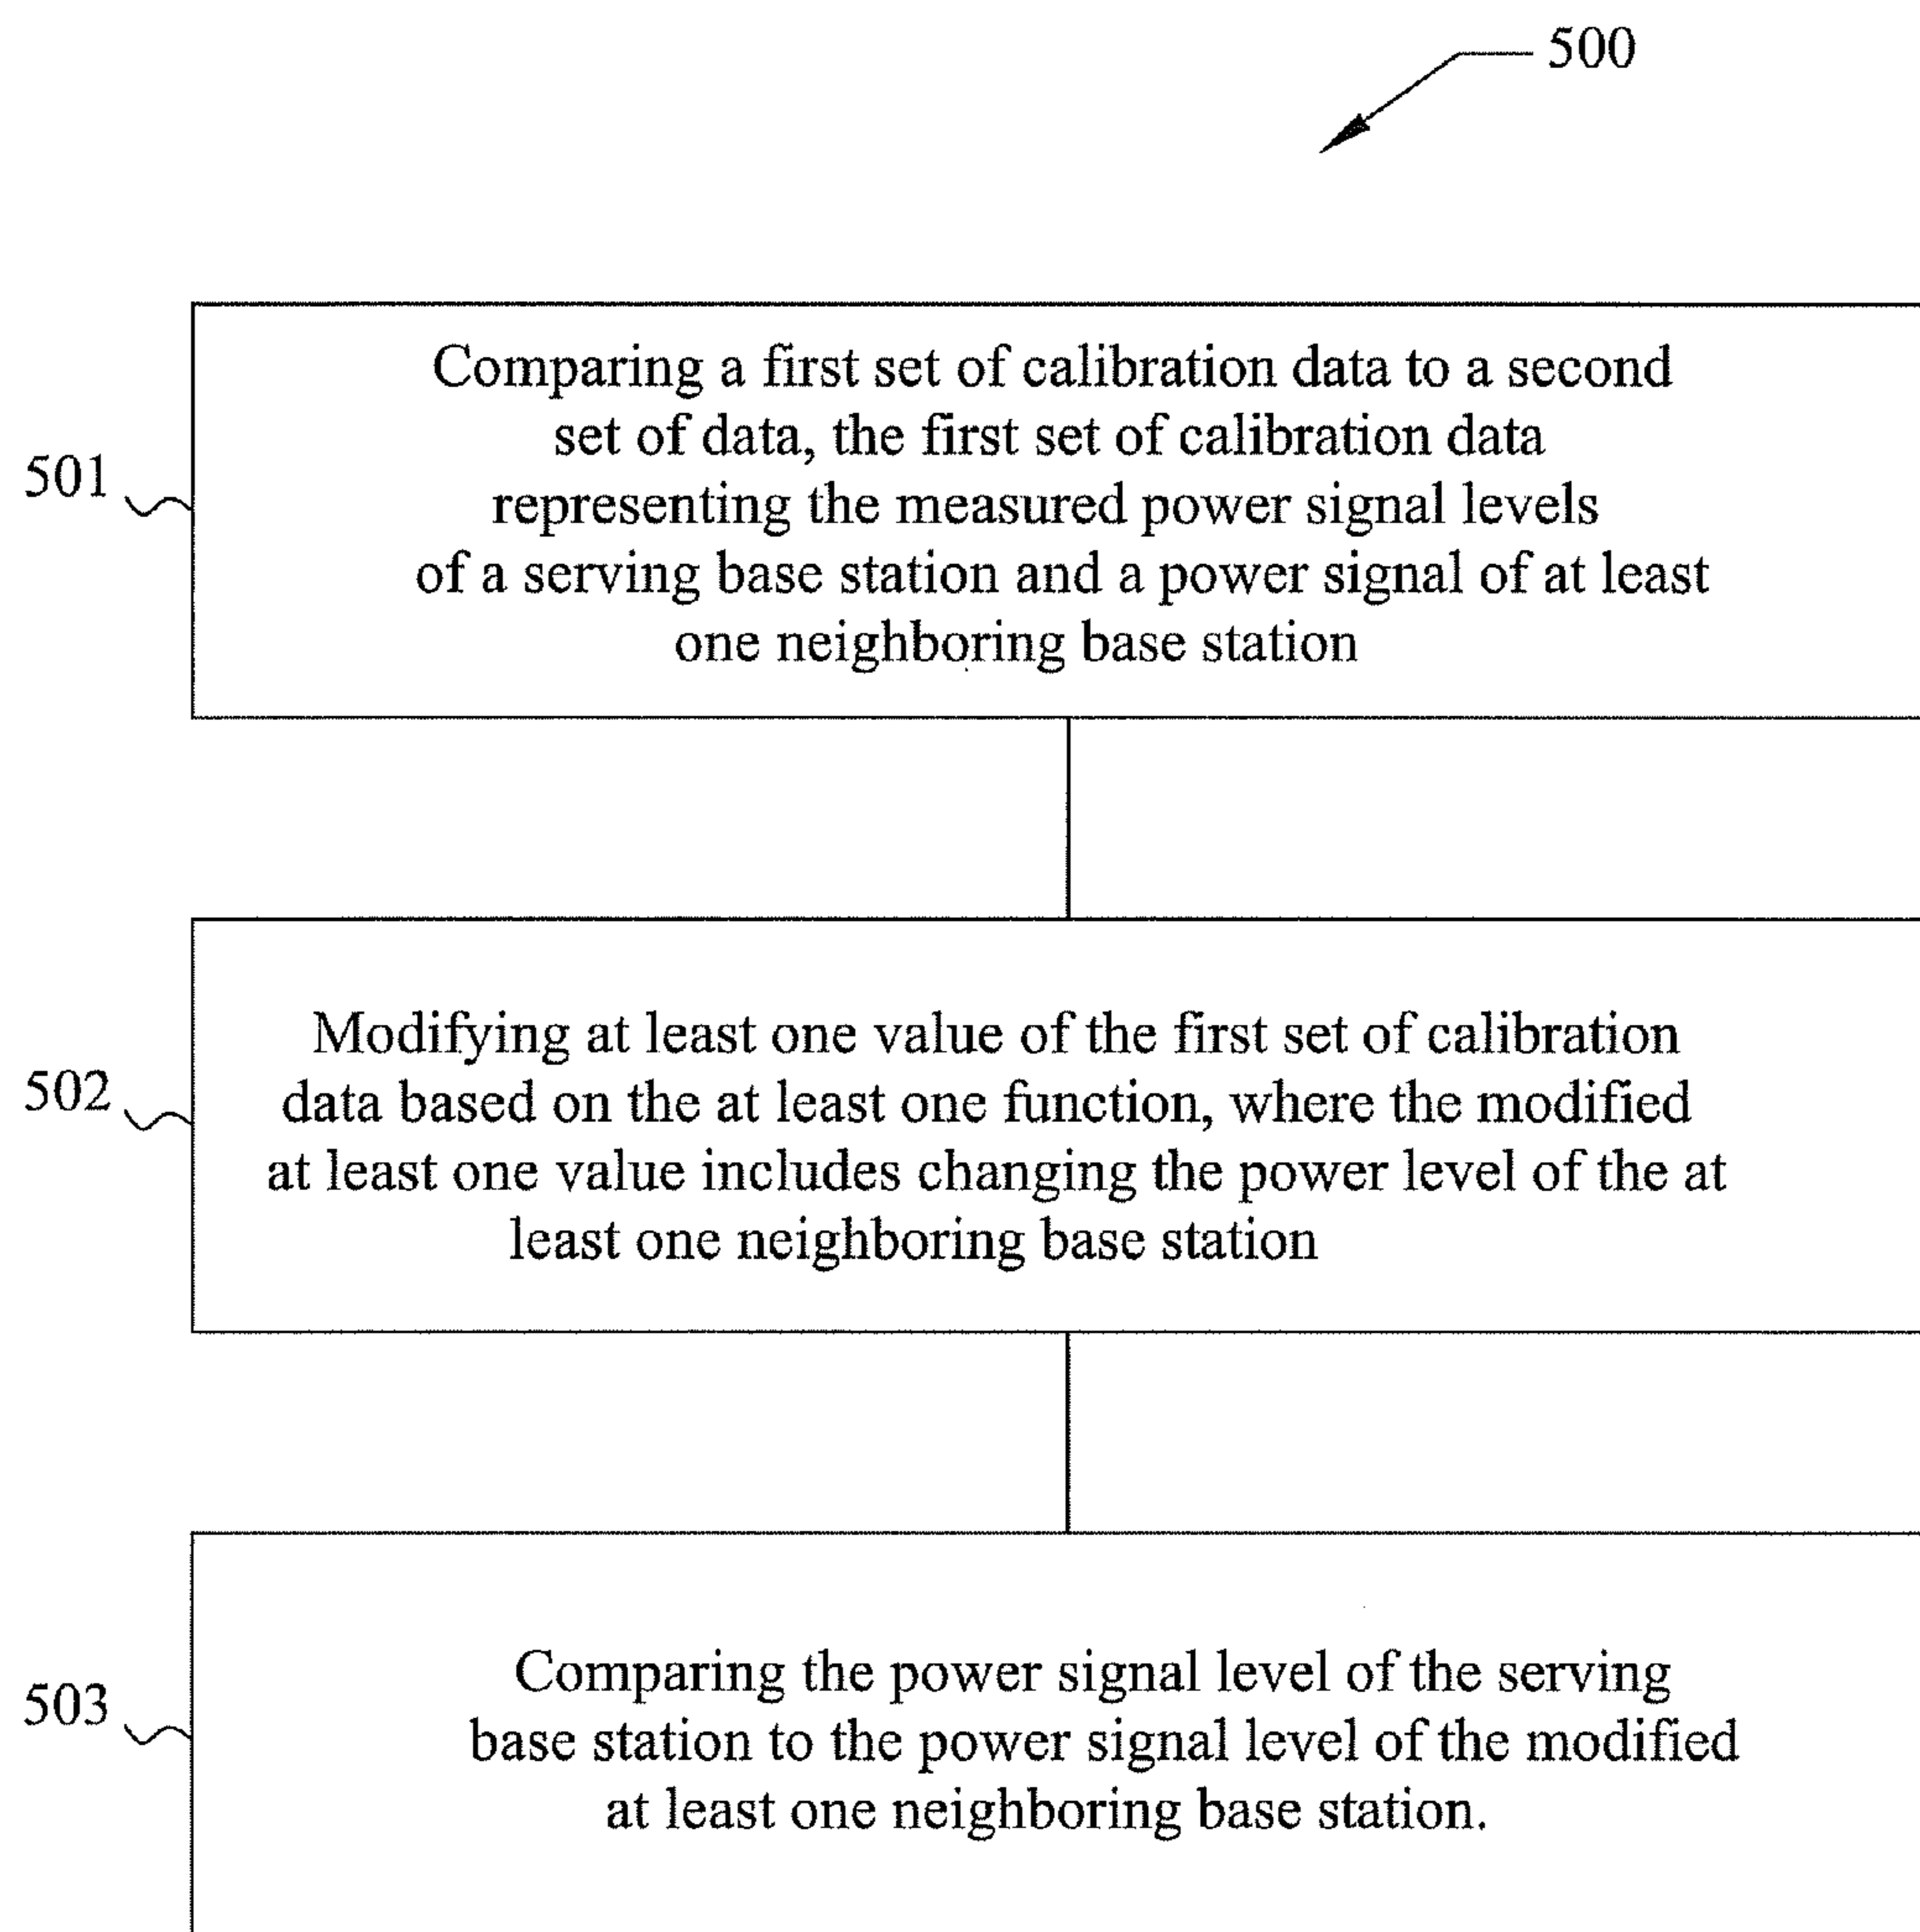 500
Comparing a first set of calibration data to a second
set of data, the first set of calibration data
501
representing the measured power signal levels
of a serving base station and a power signal of at least
one neighboring base station
Modifying at least one value of the first set of calibration
502
data based on the at least one function, where the modified
at least one value includes changing the power level of the at
least one neighboring base station
Comparing the power signal level of the serving
503
base station to the power signal level of the modified
at least one neighboring base station.